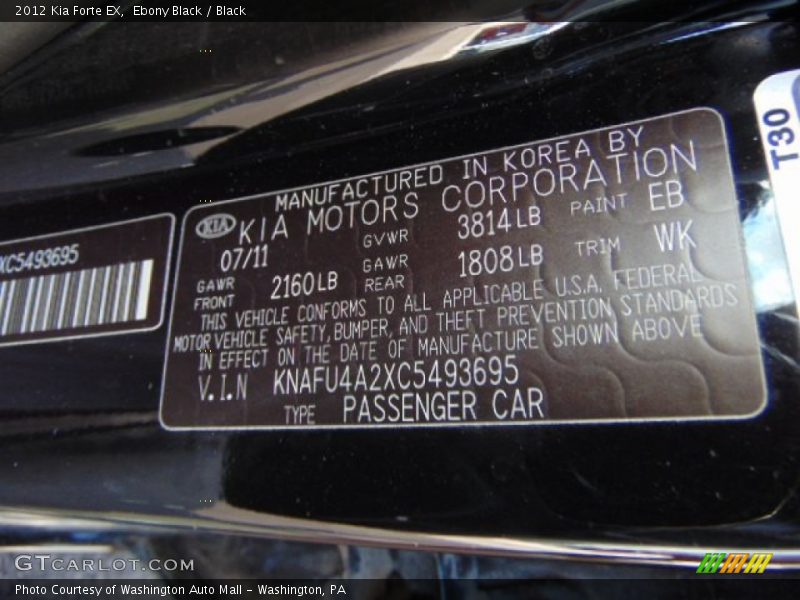 2012 Kia Forte EX, Ebony Black / Black
T30
XC5493695
KIA
MANUFACTURED IN KOREA BY
KIA MOTORS CORPORATION
07/11 GVWR 3814LB PAINT EB
GAWR FRONT 2160LB GAWR REAR 1808LB TRIM WK
THIS VEHICLE CONFORMS TO ALL APPLICABLE U.S.A. FEDERAL
MOTOR VEHICLE SAFETY, BUMPER, AND THEFT PREVENTION STANDARDS
IN EFFECT ON THE DATE OF MANUFACTURE SHOWN ABOVE
V.I.N KNAFU4A2XC5493695
TYPE PASSENGER CAR
GTCARLOT.COM
Photo Courtesy of Washington Auto Mall - Washington, PA